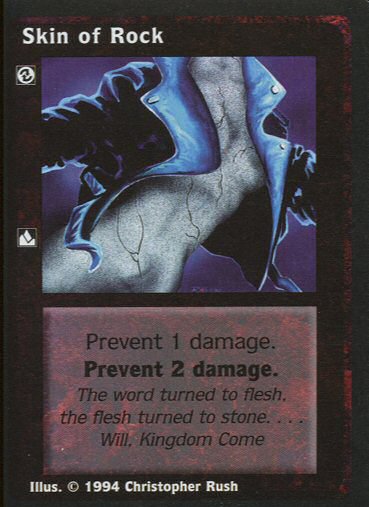 Skin of Rock
Prevent 1 damage.
Prevent 2 damage.
The word turned to flesh,
the flesh turned to stone. . . .
Will, Kingdom Come
Illus. © 1994 Christopher Rush